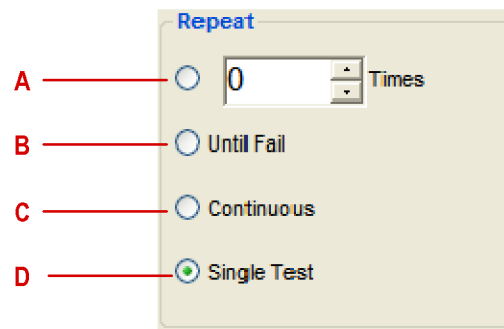 Repeat
A 0 Times
B Until Fail
C Continuous
D Single Test